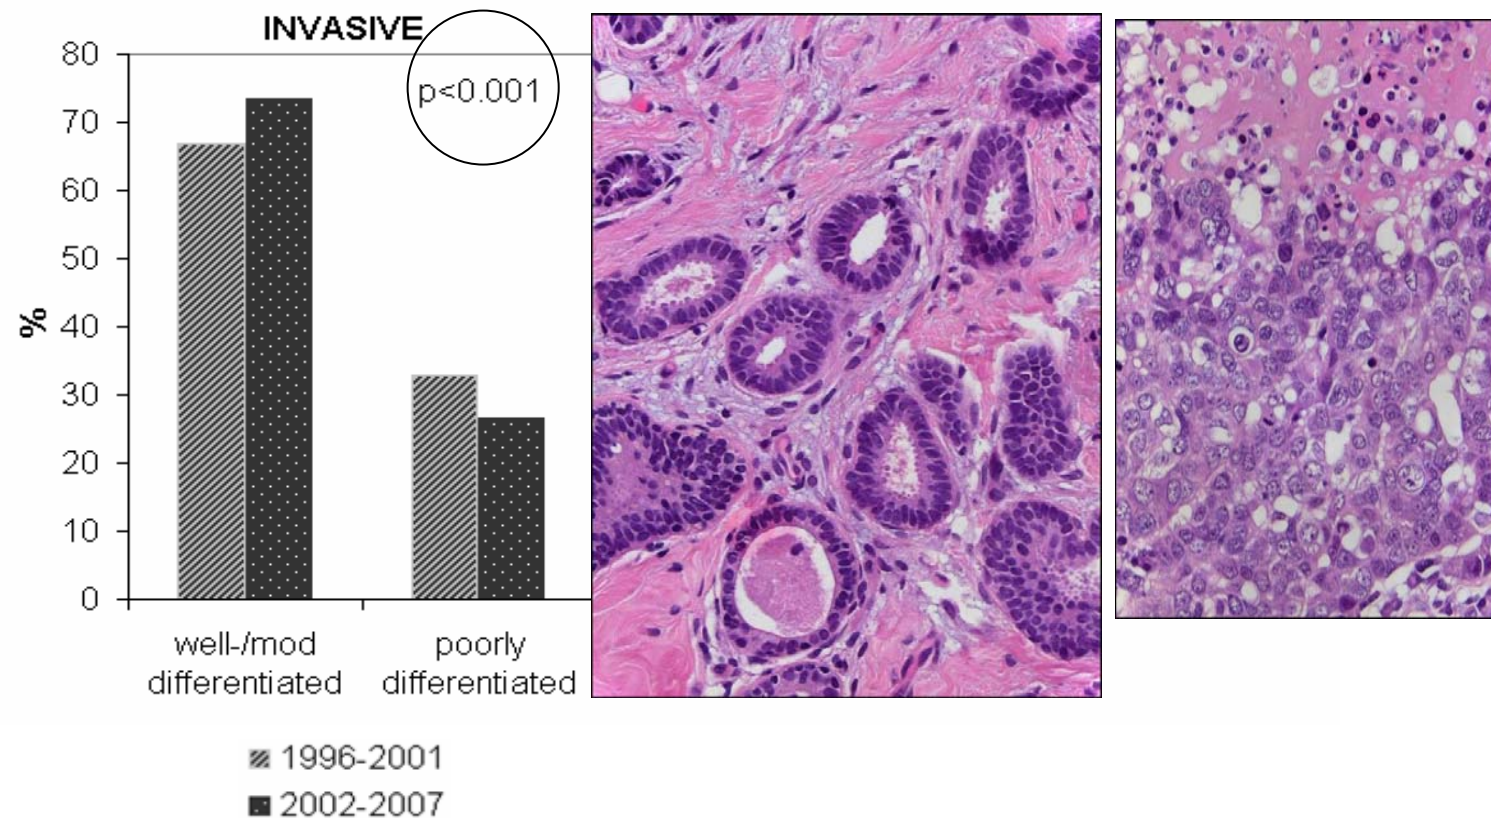 INVASIVE
p<0.001
80
70
60
50
40
30
20
10
0
%
well-/mod
differentiated
poorly
differentiated
1996-2001
2002-2007